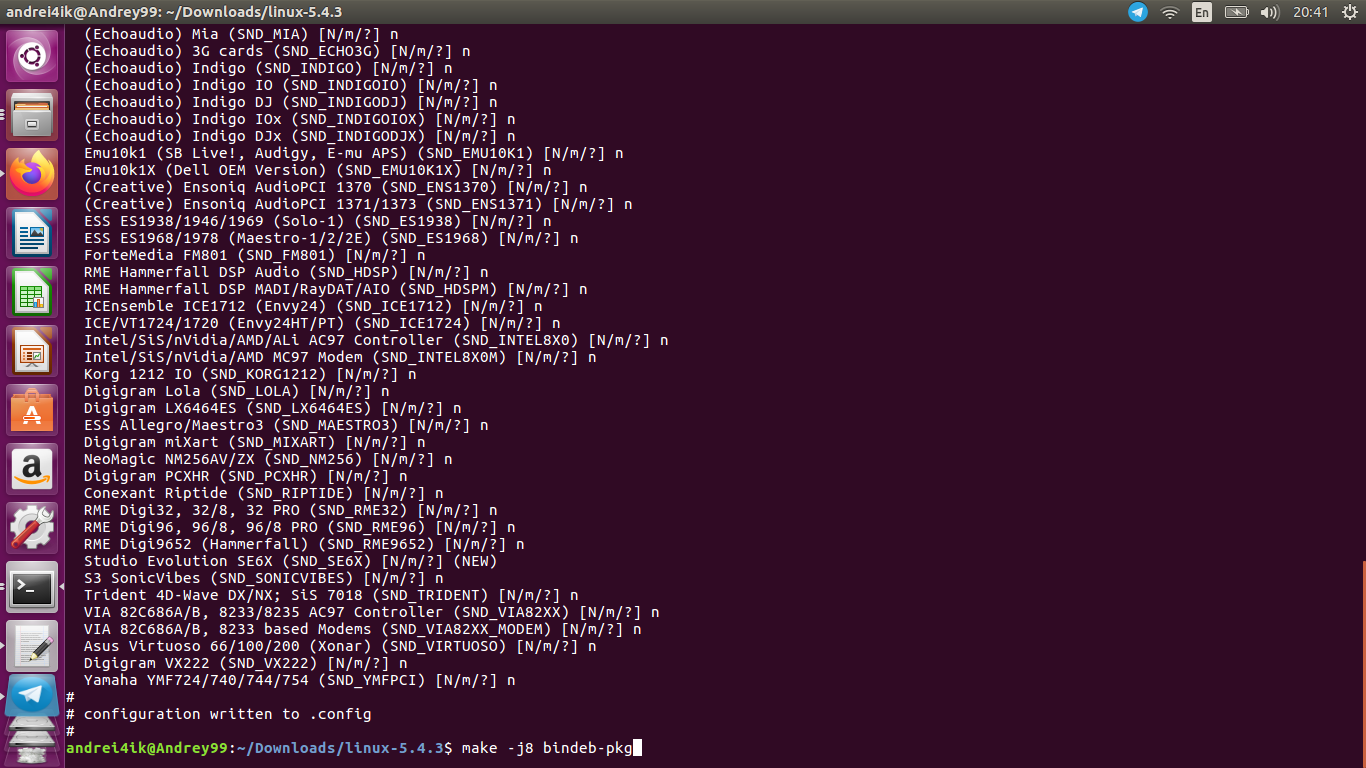 andrei4ik@Andrey99: ~/Downloads/linux-5.4.3
En
20:41
(Echoaudio) Mia (SND_MIA) [N/m/?] n
(Echoaudio) 3G cards (SND_ECHO3G) [N/m/?] n
(Echoaudio) Indigo (SND_INDIGO) [N/m/?] n
(Echoaudio) Indigo IO (SND_INDIGOIO) [N/m/?] n
(Echoaudio) Indigo DJ (SND_INDIGODJ) [N/m/?] n
(Echoaudio) Indigo IOx (SND_INDIGOIOX) [N/m/?] n
(Echoaudio) Indigo DJx (SND_INDIGODJX) [N/m/?] n
Emu10k1 (SB Live!, Audigy, E-mu APS) (SND_EMU10K1) [N/m/?] n
Emu10k1X (Dell OEM Version) (SND_EMU10K1X) [N/m/?] n
(Creative) Ensoniq AudioPCI 1370 (SND_ENS1370) [N/m/?] n
(Creative) Ensoniq AudioPCI 1371/1373 (SND_ENS1371) [N/m/?] n
ESS ES1938/1946/1969 (Solo-1) (SND_ES1938) [N/m/?] n
ESS ES1968/1978 (Maestro-1/2/2E) (SND_ES1968) [N/m/?] n
ForteMedia FM801 (SND_FM801) [N/m/?] n
RME Hammerfall DSP Audio (SND_HDSP) [N/m/?] n
RME Hammerfall DSP MADI/RayDAT/AIO (SND_HDSPM) [N/m/?] n
ICEnsemble ICE1712 (Envy24) (SND_ICE1712) [N/m/?] n
ICE/VT1724/1720 (Envy24HT/PT) (SND_ICE1724) [N/m/?] n
Intel/SiS/nVidia/AMD/ALi AC97 Controller (SND_INTEL8X0) [N/m/?] n
Intel/SiS/nVidia/AMD MC97 Modem (SND_INTEL8X0M) [N/m/?] n
Korg 1212 IO (SND_KORG1212) [N/m/?] n
Digigram Lola (SND_LOLA) [N/m/?] n
Digigram LX6464ES (SND_LX6464ES) [N/m/?] n
ESS Allegro/Maestro3 (SND_MAESTRO3) [N/m/?] n
Digigram miXart (SND_MIXART) [N/m/?] n
NeoMagic NM256AV/ZX (SND_NM256) [N/m/?] n
Digigram PCXHR (SND_PCXHR) [N/m/?] n
Conexant Riptide (SND_RIPTIDE) [N/m/?] n
RME Digi32, 32/8, 32 PRO (SND_RME32) [N/m/?] n
RME Digi96, 96/8, 96/8 PRO (SND_RME96) [N/m/?] n
RME Digi9652 (Hammerfall) (SND_RME9652) [N/m/?] n
Studio Evolution SE6X (SND_SE6X) [N/m/?] (NEW)
S3 SonicVibes (SND_SONICVIBES) [N/m/?] n
Trident 4D-Wave DX/NX; SiS 7018 (SND_TRIDENT) [N/m/?] n
VIA 82C686A/B, 8233/8235 AC97 Controller (SND_VIA82XX) [N/m/?] n
VIA 82C686A/B, 8233 based Modems (SND_VIA82XX_MODEM) [N/m/?] n
Asus Virtuoso 66/100/200 (Xonar) (SND_VIRTUOSO) [N/m/?] n
Digigram VX222 (SND_VX222) [N/m/?] n
Yamaha YMF724/740/744/754 (SND_YMFPCI) [N/m/?] n
#
# configuration written to .config
#
andrei4ik@Andrey99:~/Downloads/linux-5.4.3$ make -j8 bindeb-pkg